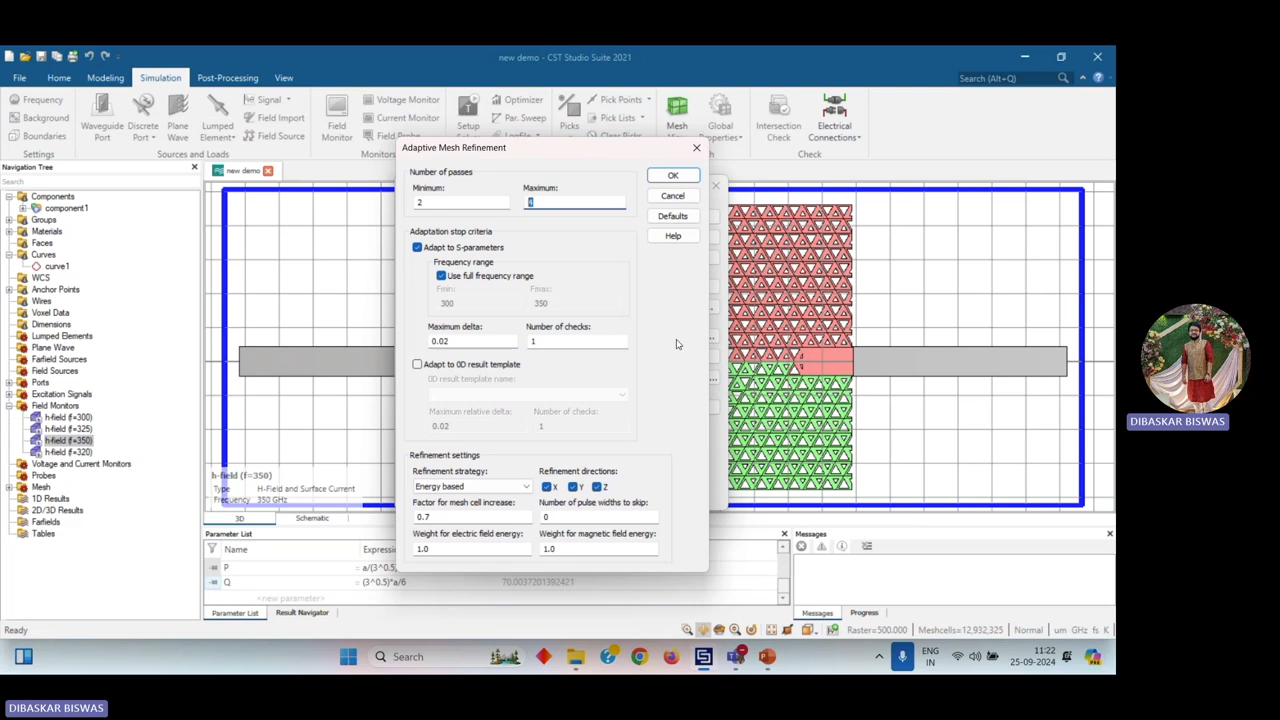 new demo - CST Studio Suite 2021
File Home Modeling Simulation Post-Processing View
Search (Alt+Q)
Frequency
Background
Boundaries
Settings
Waveguide Port
Discrete Port
Plane Wave
Lumped Element
Signal
Field Import
Field Source
Sources and Loads
Field Monitor
Voltage Monitor
Current Monitor
Setup
Optimizer
Par. Sweep
Picks
Pick Points
Pick Lists
Clear Picks
Mesh
Global
Intersection Check
Electrical Connections
Check
Navigation Tree
Search
Components
component1
Groups
Materials
Faces
Curves
curve1
WCS
Anchor Points
Wires
Voxel Data
Dimensions
Lumped Elements
Plane Wave
Farfield Sources
Field Sources
Ports
Excitation Signals
Field Monitors
h-field (f=300)
h-field (f=325)
h-field (f=350)
h-field (f=320)
Voltage and Current Monitors
Probes
Mesh
1D Results
2D/3D Results
Farfields
Tables
new demo
Adaptive Mesh Refinement
Number of passes
Minimum: Maximum:
2
OK
Cancel
Defaults
Help
Adaptation stop criteria
Adapt to S-parameters
Frequency range
Use full frequency range
Fmin: Fmax:
300 350
Maximum delta: Number of checks:
0.02 1
Adapt to 0D result template
0D result template name:
Maximum relative delta: Number of checks:
0.02 1
Refinement settings
Refinement strategy: Refinement directions:
Energy based X Y Z
Factor for mesh cell increase: Number of pulse widths to skip:
0.7 0
Weight for electric field energy: Weight for magnetic field energy:
1.0 1.0
h-field (f=350)
Type H-Field and Surface Current
Frequency 350 GHz
3D Schematic
Parameter List
Name Expressi
P = a/(3^0.5)
Q = (3^0.5)*a/6 70.0037201392421
<new parameter>
Parameter List Result Navigator
Messages
Messages Progress
Ready
Raster=500.000 Meshcells=12,932,325 Normal um GHz fs K
Search
ENG
IN
11:22
25-09-2024
DIBASKAR BISWAS
DIBASKAR BISWAS